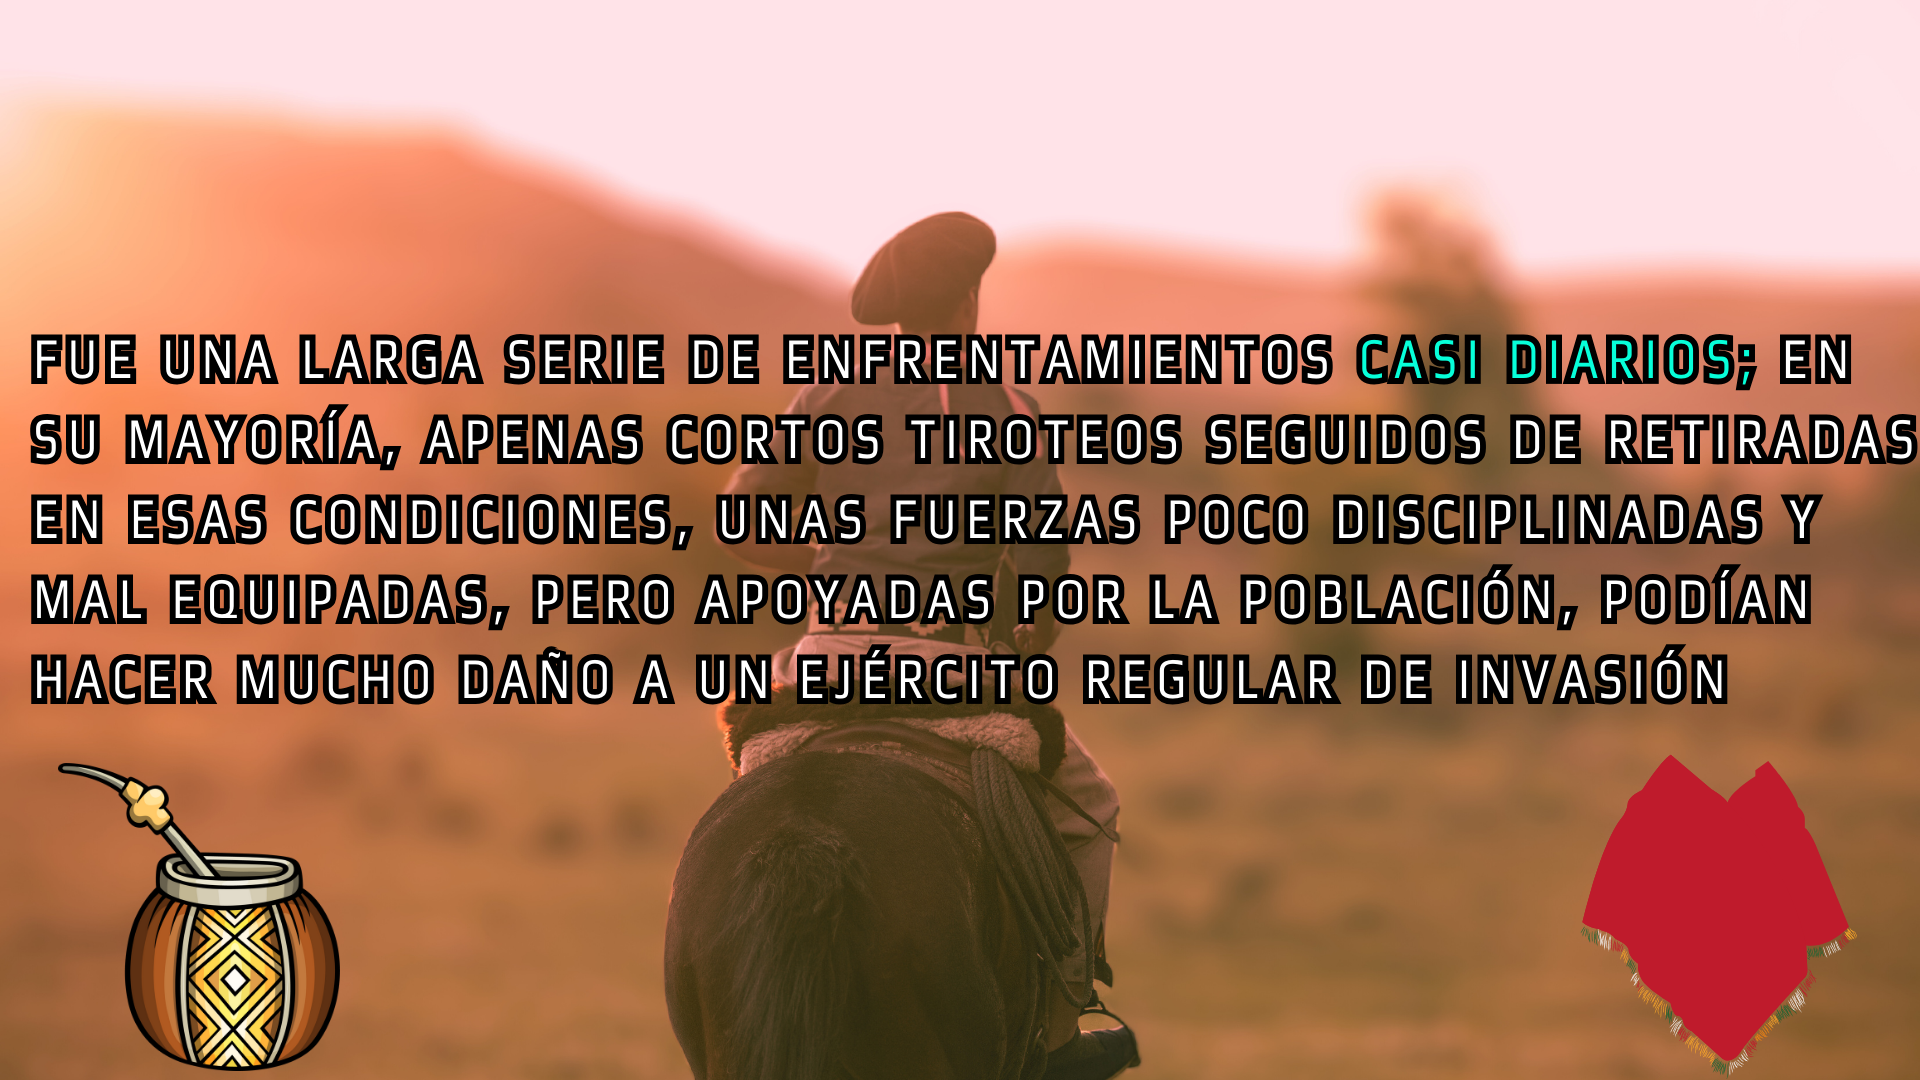 FUE UNA LARGA SERIE DE ENFRENTAMIENTOS CASI DIARIOS; EN
SU MAYORÍA, APENAS CORTOS TIROTEOS SEGUIDOS DE RETIRADAS
EN ESAS CONDICIONES, UNAS FUERZAS POCO DISCIPLINADAS Y
MAL EQUIPADAS, PERO APOYADAS POR LA POBLACIÓN, PODÍAN
HACER MUCHO DAÑO A UN EJÉRCITO REGULAR DE INVASIÓN